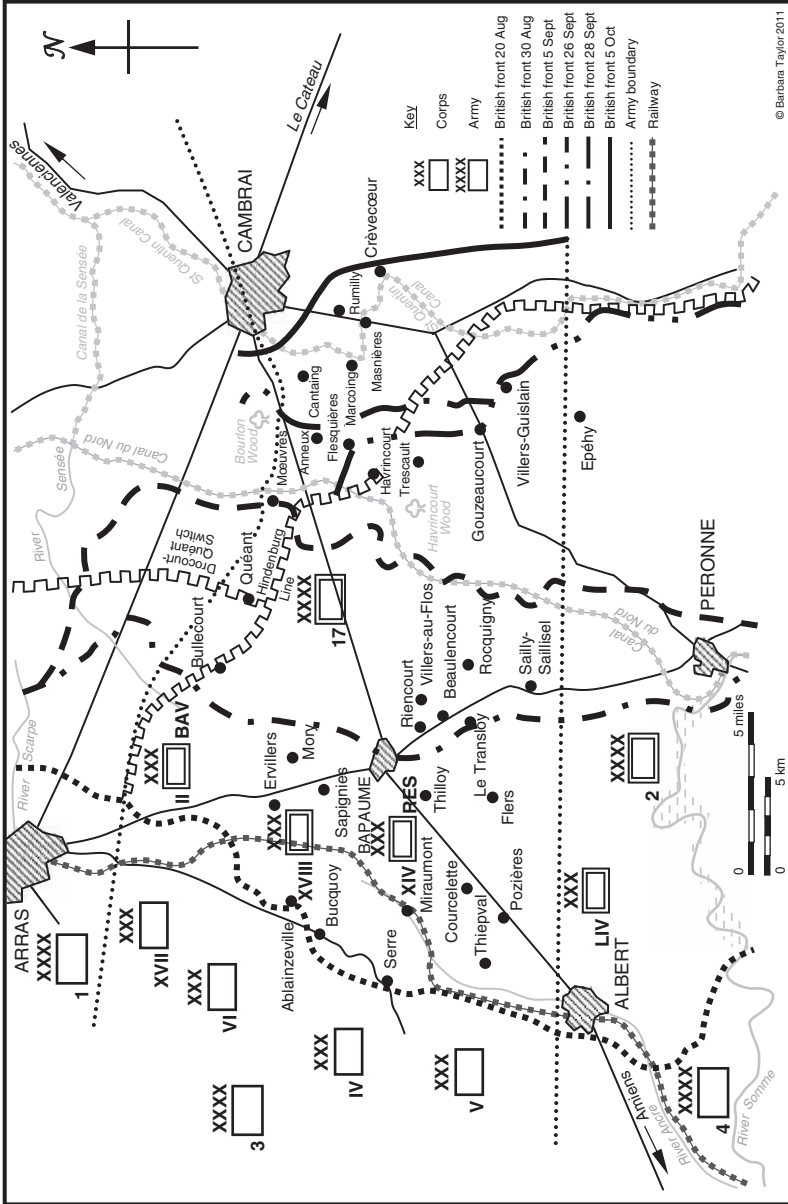 N
Valenciennes
Canal de la Sensée
St Quentin Canal
Le Cateau
CAMBRAI
Sensée
River
Canal du Nord
Bourlon
Wood
Cantaing
Rumilly
Crèvecœur
Drocourt-
Quéant
Switch
Mœuvres
Anneux
Flesquières
Marcoing
Masnières
St Quentin
Canal
Quéant
Hindenburg
Line
Havrincourt
Trescault
Havrincourt
Wood
Gouzeaucourt
Villers-Guislain
Epéhy
River Scarpe
Bullecourt
XXXX
17
XXX
II BAV
Riencourt
Villers-au-Flos
Beaulencourt
Rocquigny
Sailly-
Saillisel
Canal
du Nord
PERONNE
ARRAS
Ervillers
Mory
Sapignies
BAPAUME
XXX
XVIII
XXX
XIV RES
Thilloy
Le Transloy
Flers
XXXX
2
XXXX
1
XXX
XVII
XXX
VI
Ablainzeville
Bucquoy
Serre
Miraumont
Courcelette
Thiepval
Pozières
XXX
LIV
ALBERT
XXXX
3
XXX
IV
XXX
V
Amiens
River Ancre
XXXX
4
River Somme
0 5 miles
0 5 km
Key
XXX Corps
XXXX Army
British front 20 Aug
British front 30 Aug
British front 5 Sept
British front 26 Sept
British front 28 Sept
British front 5 Oct
Army boundary
Railway
© Barbara Taylor 2011